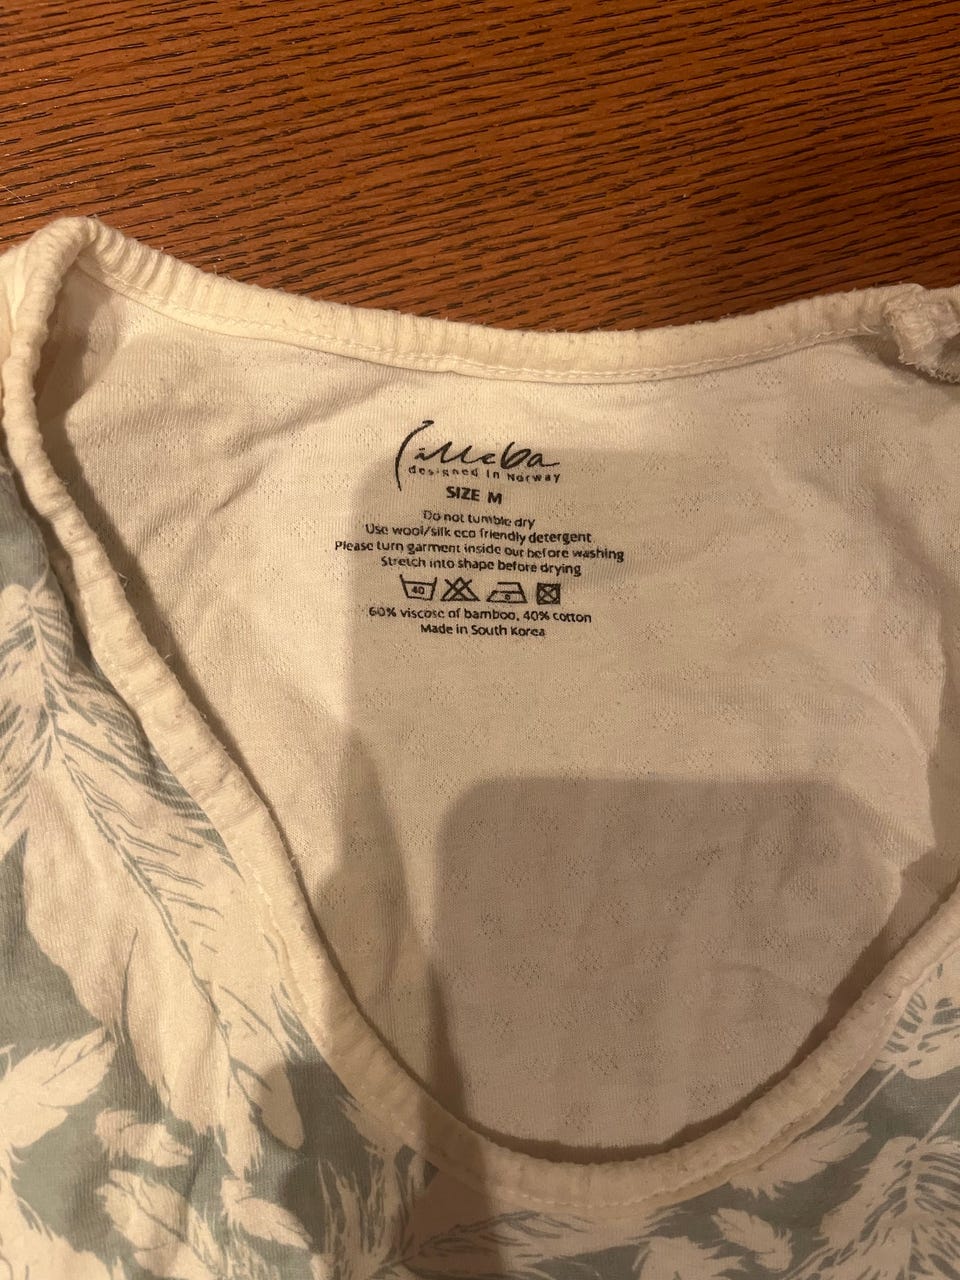 designed in Norway
SIZE M
Do not tumble dry
Use wool/silk eco friendly detergent
Please turn garment inside out before washing
Stretch into shape before drying
40
60% viscose of bamboo, 40% cotton
Made in South Korea